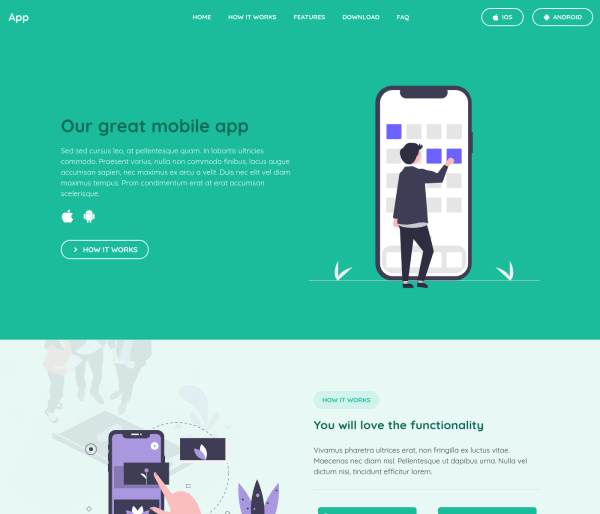 App
HOME
HOW IT WORKS
FEATURES
DOWNLOAD
FAQ
IOS
ANDROID
Our great mobile app
Sed sed cursus leo, at pellentesque quam. In lobortis ultricies
commodo. Praesent varius, nulla non commodo finibus, lacus augue
accumsan sapien, nec maximus ex arcu a velit. Duis nec elit vel diam
maximus tempus. Proin condimentum erat at erat accumsan
scelerisque.
HOW IT WORKS
HOW IT WORKS
You will love the functionality
Vivamus pharetra ultrices erat, non fringilla ex luctus vitae.
Maecenas nec diam nisl. Pellentesque ut dapibus urna. Nulla vel
dictum nisi, tincidunt efficitur lorem.